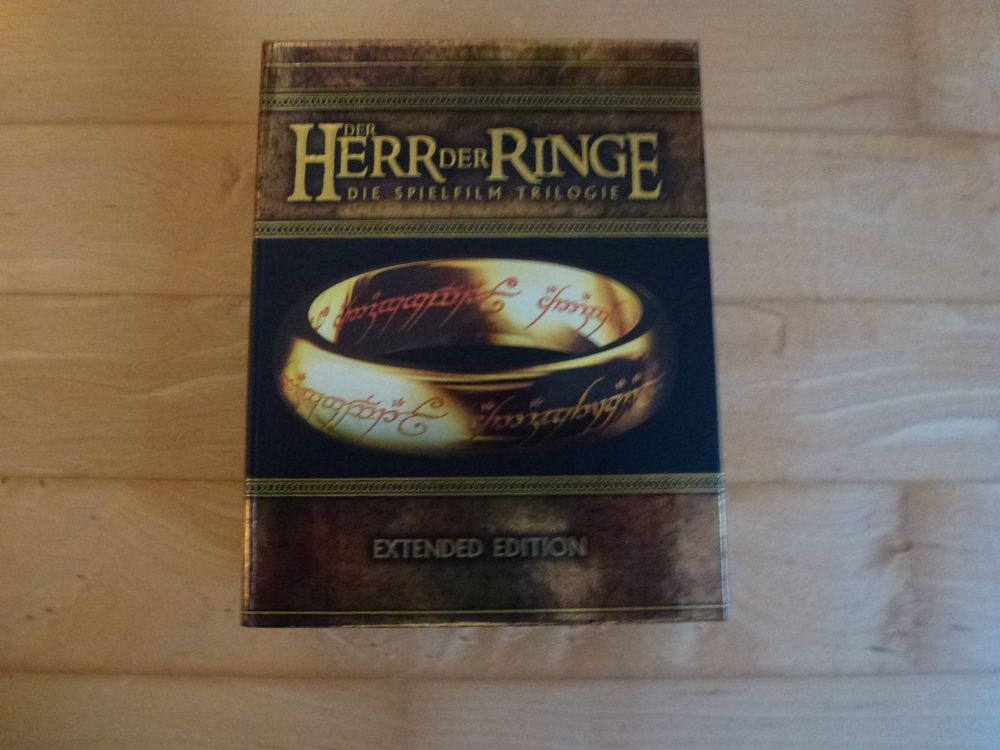 DER
HERR DER RINGE
DIE SPIELFILM TRILOGIE
EXTENDED EDITION